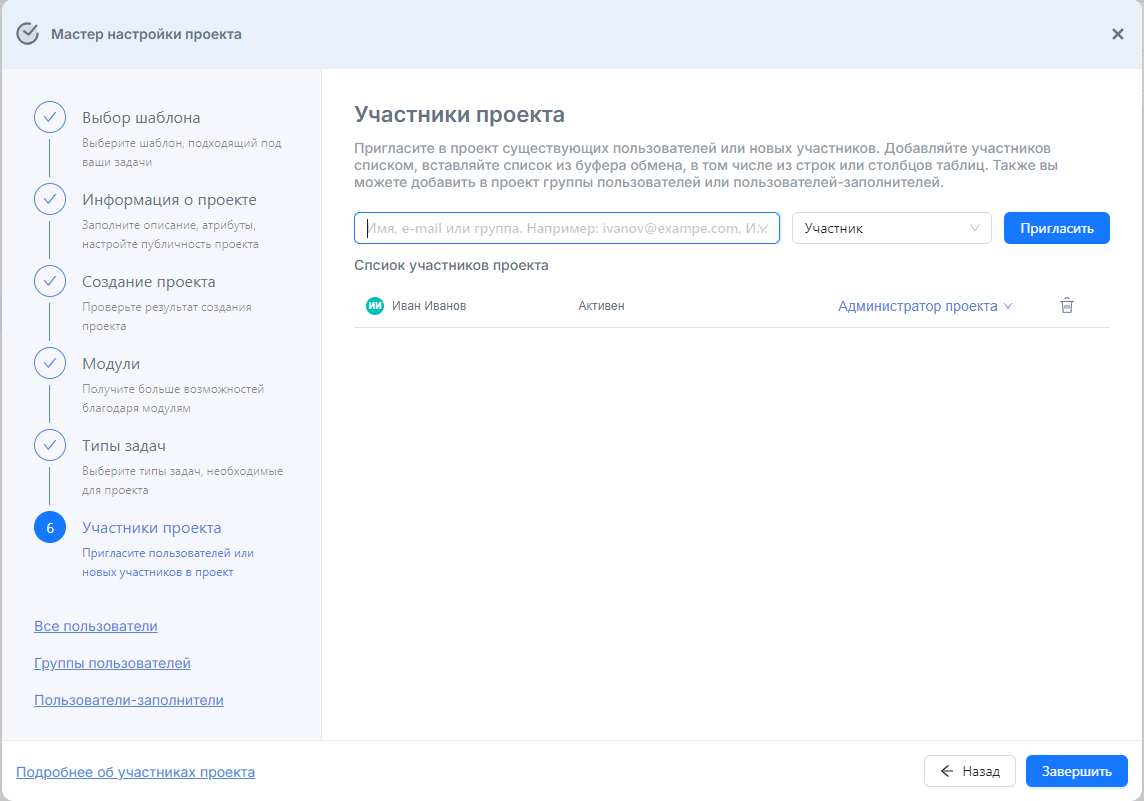 Мастер настройки проекта
Выбор шаблона
Выберите шаблон, подходящий под
ваши задачи
Информация о проекте
Заполните описание, атрибуты,
настройте публичность проекта
Создание проекта
Проверьте результат создания
проекта
Модули
Получите больше возможностей
благодаря модулям
Типы задач
Выберите типы задач, необходимые
для проекта
6
Участники проекта
Пригласите пользователей или
новых участников в проект
Все пользователи
Группы пользователей
Пользователи-заполнители
Участники проекта
Пригласите в проект существующих пользователей или новых участников. Добавляйте участников
списком, вставляйте список из буфера обмена, в том числе из строк или столбцов таблиц. Также вы
можете добавить в проект группы пользователей или пользователей-заполнителей.
Имя, e-mail или группа. Например: ivanov@exampe.com, И.
Участник
Пригласить
Спсиок участников проекта
ИИ Иван Иванов
Активен
Администратор проекта
Подробнее об участниках проекта
Назад
Завершить